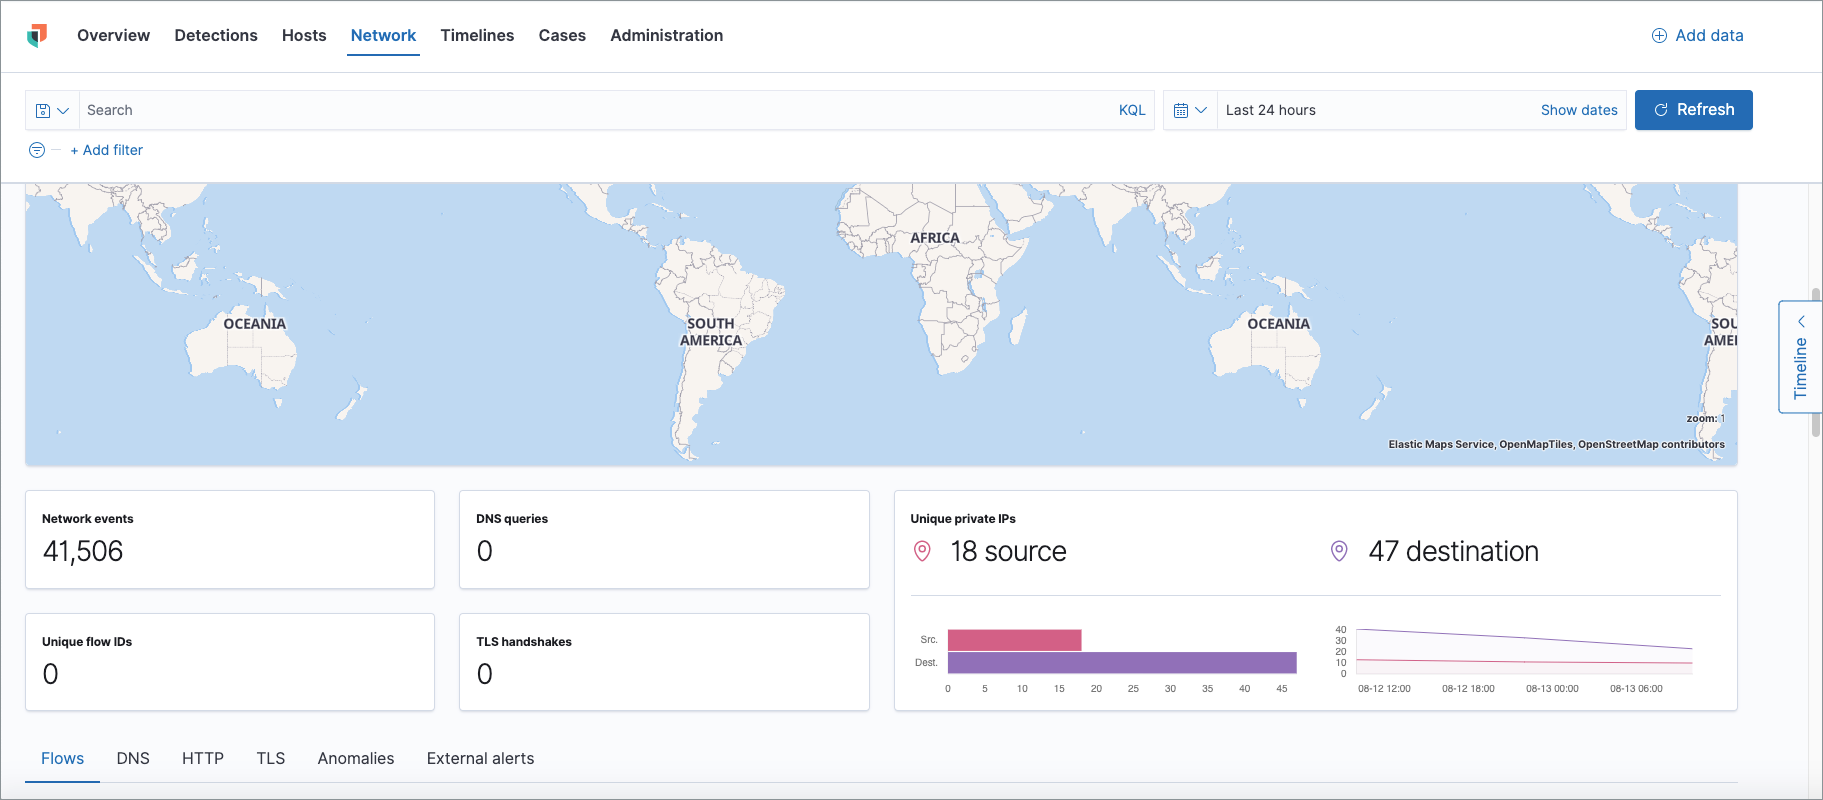 Overview Detections Hosts Network Timelines Cases Administration Add data
Search KQL Last 24 hours Show dates Refresh
+ Add filter
AFRICA
OCEANIA SOUTH AMERICA OCEANIA SOU AMEI
zoom: 1
Elastic Maps Service, OpenMapTiles, OpenStreetMap contributors
Timeline
Network events
41,506
DNS queries
0
Unique private IPs
18 source 47 destination
Unique flow IDs
0
TLS handshakes
0
Src.
Dest.
0 5 10 15 20 25 30 35 40 45
40
30
20
10
0
08-12 12:00 08-12 18:00 08-13 00:00 08-13 06:00
Flows DNS HTTP TLS Anomalies External alerts